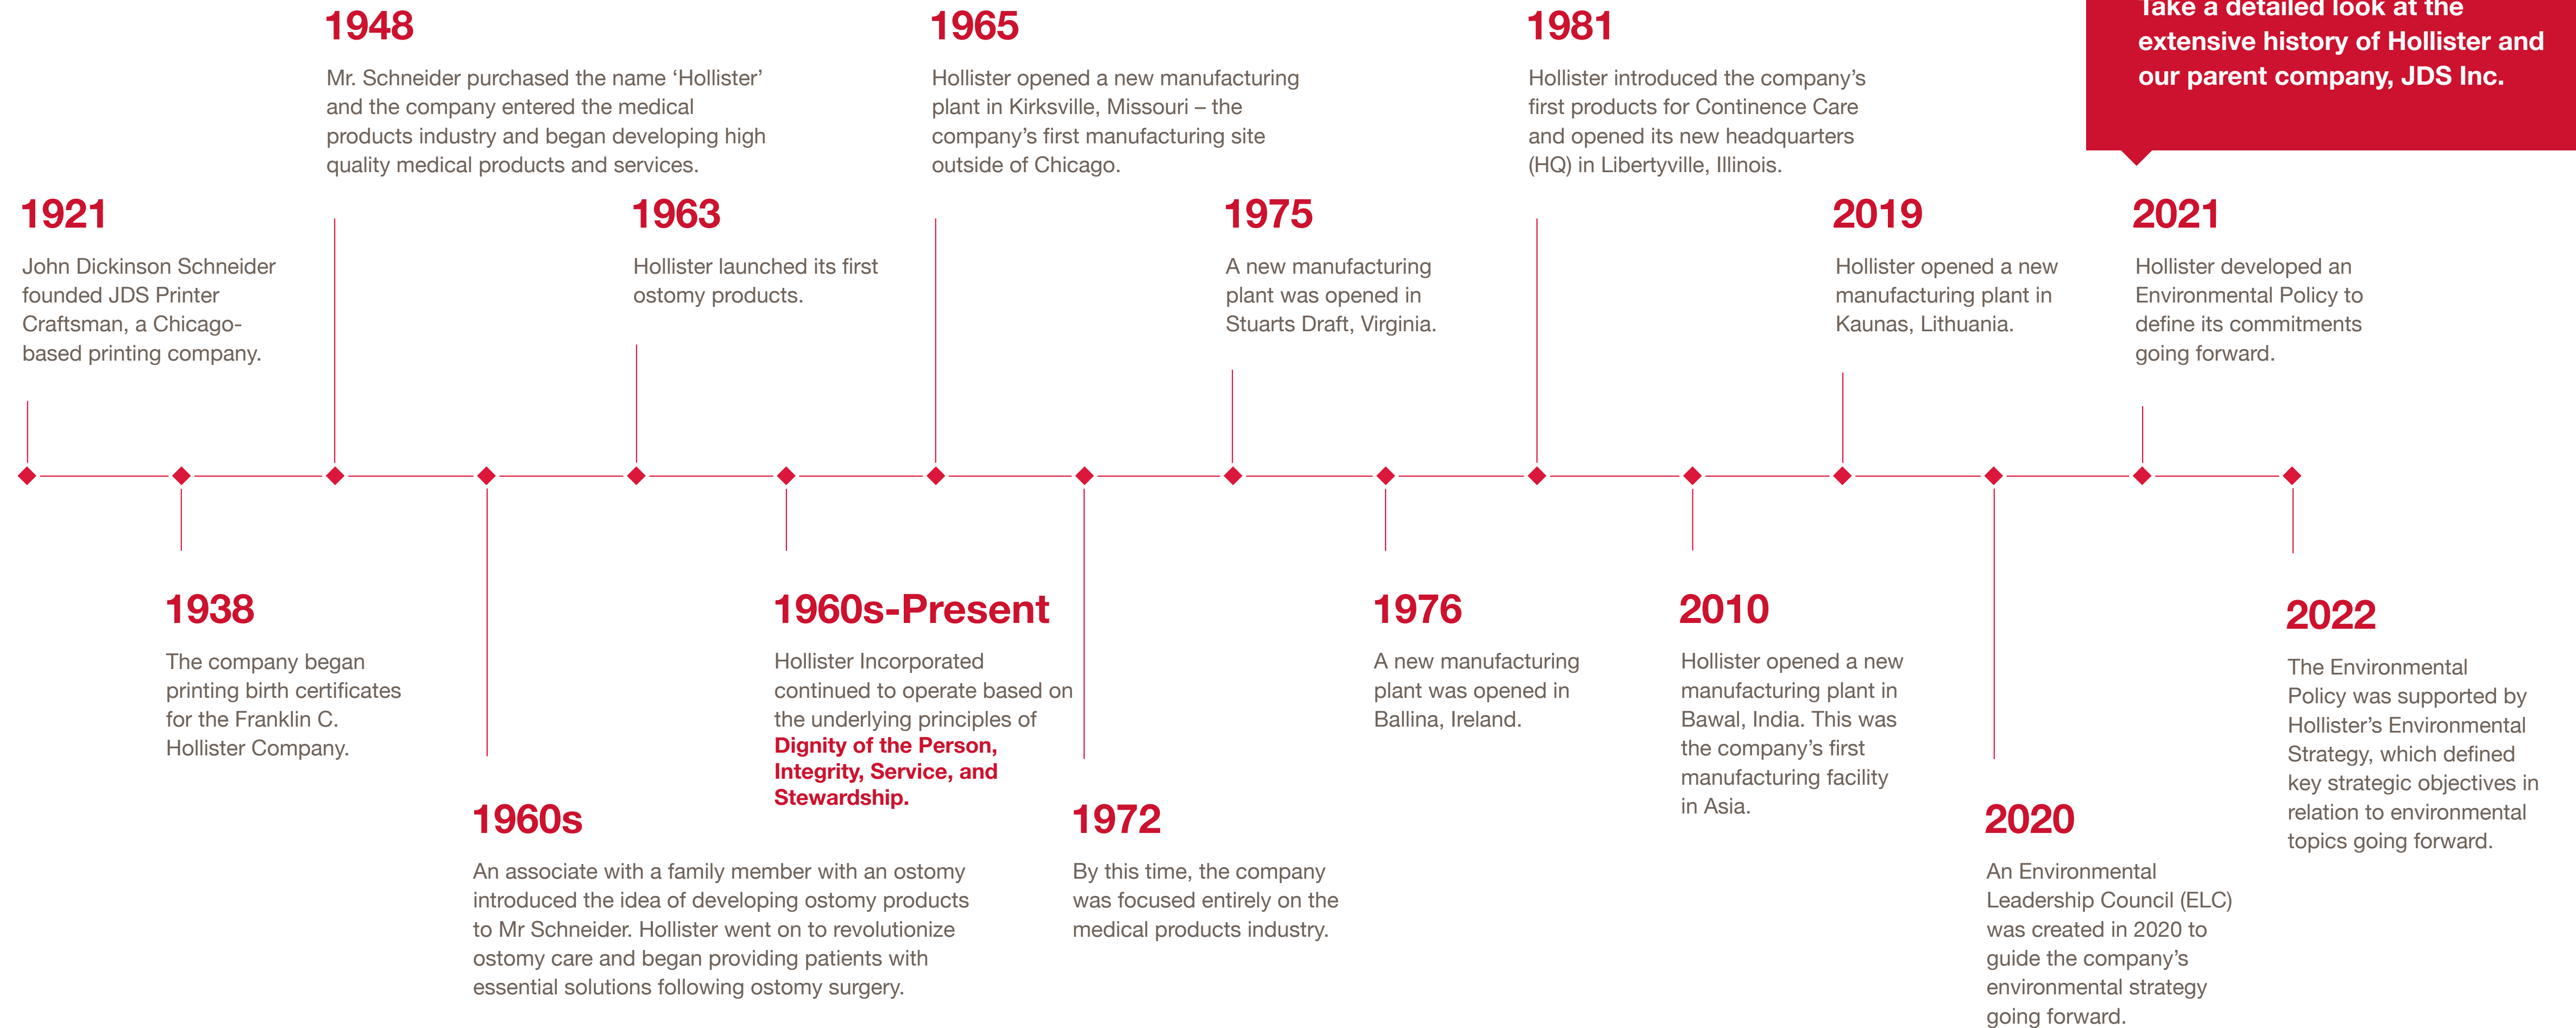 1948
Mr. Schneider purchased the name ‘Hollister’
and the company entered the medical
products industry and began developing high
quality medical products and services.
1965
Hollister opened a new manufacturing
plant in Kirksville, Missouri – the
company’s first manufacturing site
outside of Chicago.
1981
Hollister introduced the company’s
first products for Continence Care
and opened its new headquarters
(HQ) in Libertyville, Illinois.
Take a detailed look at the
extensive history of Hollister and
our parent company, JDS Inc.
1921
John Dickinson Schneider
founded JDS Printer
Craftsman, a Chicago-
based printing company.
1963
Hollister launched its first
ostomy products.
1975
A new manufacturing
plant was opened in
Stuarts Draft, Virginia.
2019
Hollister opened a new
manufacturing plant in
Kaunas, Lithuania.
2021
Hollister developed an
Environmental Policy to
define its commitments
going forward.
1938
The company began
printing birth certificates
for the Franklin C.
Hollister Company.
1960s-Present
Hollister Incorporated
continued to operate based on
the underlying principles of
Dignity of the Person,
Integrity, Service, and
Stewardship.
1976
A new manufacturing
plant was opened in
Ballina, Ireland.
2010
Hollister opened a new
manufacturing plant in
Bawal, India. This was
the company’s first
manufacturing facility
in Asia.
2022
The Environmental
Policy was supported by
Hollister’s Environmental
Strategy, which defined
key strategic objectives in
relation to environmental
topics going forward.
1960s
An associate with a family member with an ostomy
introduced the idea of developing ostomy products
to Mr Schneider. Hollister went on to revolutionize
ostomy care and began providing patients with
essential solutions following ostomy surgery.
1972
By this time, the company
was focused entirely on the
medical products industry.
2020
An Environmental
Leadership Council (ELC)
was created in 2020 to
guide the company’s
environmental strategy
going forward.